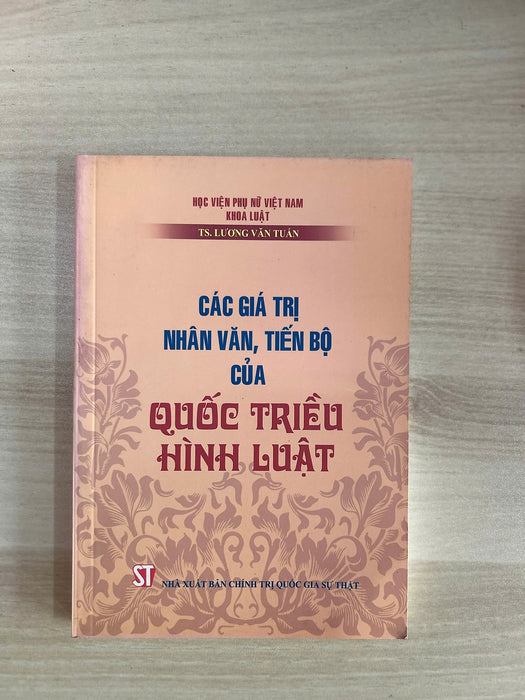 HỌC VIỆN PHỤ NỮ VIỆT NAM
KHOA LUẬT
TS. LƯƠNG VĂN TUẤN
CÁC GIÁ TRỊ
NHÂN VĂN, TIẾN BỘ
CỦA
QUỐC TRIỀU
HÌNH LUẬT
ST NHÀ XUẤT BẢN CHÍNH TRỊ QUỐC GIA SỰ THẬT